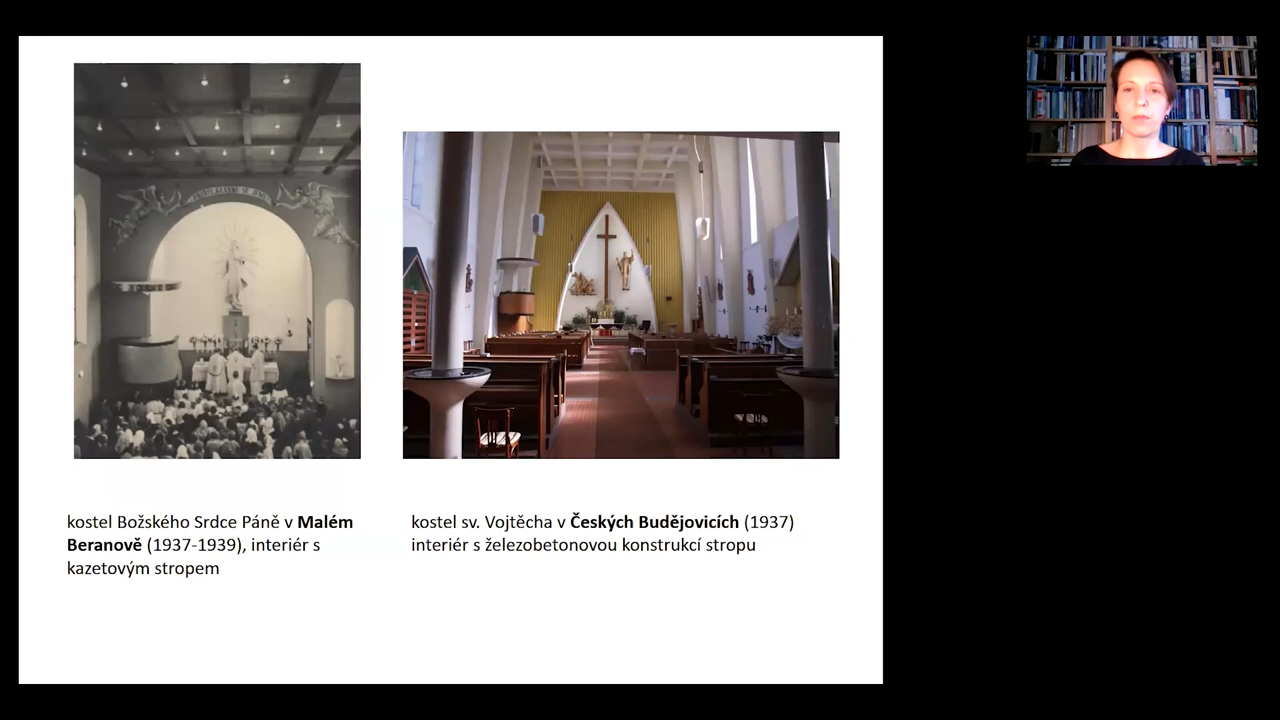 kostel Božského Srdce Páně v Malém
Beranově (1937-1939), interiér s
kazetovým stropem
kostel sv. Vojtěcha v Českých Budějovicích (1937)
interiér s železobetonovou konstrukcí stropu